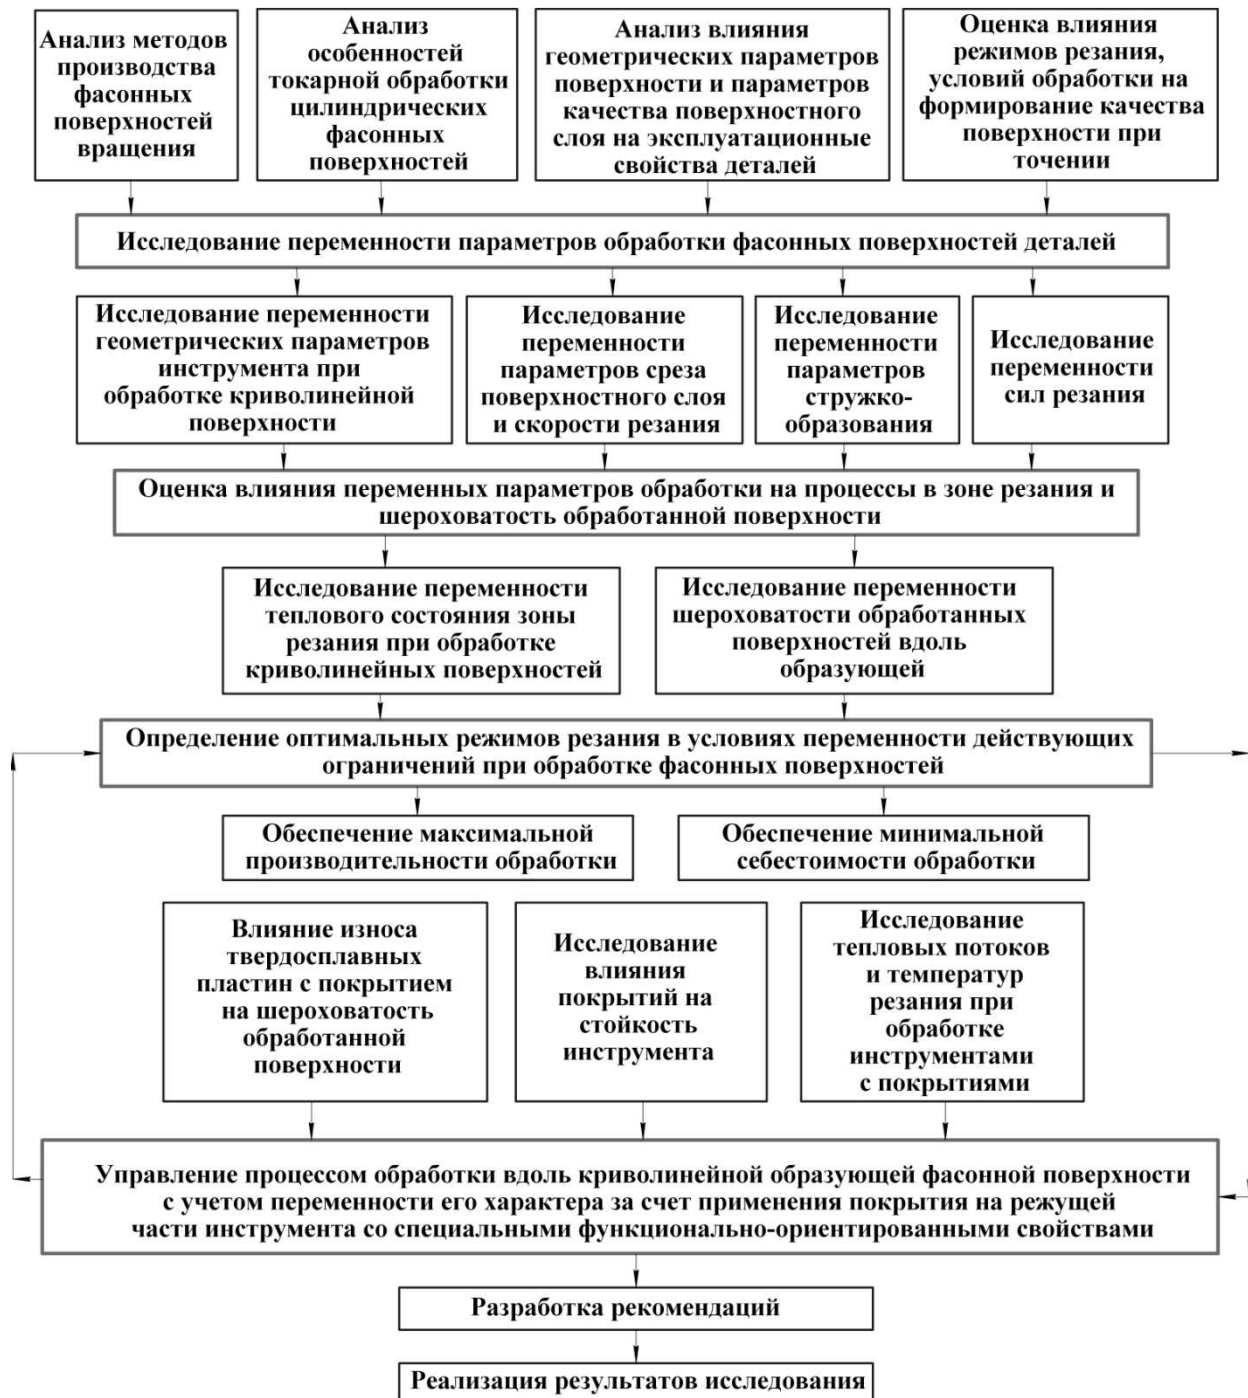 Анализ методов
производства
фасонных
поверхностей
вращения
Анализ
особенностей
токарной обработки
цилиндрических
фасонных
поверхностей
Анализ влияния
геометрических параметров
поверхности и параметров
качества поверхностного
слоя на эксплуатационные
свойства деталей
Оценка влияния
режимов резания,
условий обработки на
формирование качества
поверхности при
точении
Исследование переменности параметров обработки фасонных поверхностей деталей
Исследование переменности
геометрических параметров
инструмента при
обработке криволинейной
поверхности
Исследование
переменности
параметров среза
поверхностного слоя
и скорости резания
Исследование
переменности
параметров
стружко-
образования
Исследование
переменности
сил резания
Оценка влияния переменных параметров обработки на процессы в зоне резания и
шероховатость обработанной поверхности
Исследование переменности
теплового состояния зоны
резания при обработке
криволинейных поверхностей
Исследование переменности
шероховатости обработанных
поверхностей вдоль
образующей
Определение оптимальных режимов резания в условиях переменности действующих
ограничений при обработке фасонных поверхностей
Обеспечение максимальной
производительности обработки
Обеспечение минимальной
себестоимости обработки
Влияние износа
твердосплавных
пластин с покрытием
на шероховатость
обработанной
поверхности
Исследование
влияния
покрытий на
стойкость
инструмента
Исследование
тепловых потоков
и температур
резания при
обработке
инструментами
с покрытиями
Управление процессом обработки вдоль криволинейной образующей фасонной поверхности
с учетом переменности его характера за счет применения покрытия на режущей
части инструмента со специальными функционально-ориентированными свойствами
Разработка рекомендаций
Реализация результатов исследования